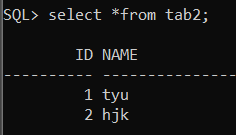 SQL> select *from tab2;
ID NAME
---------- --------------------
1 tyu
2 hjk